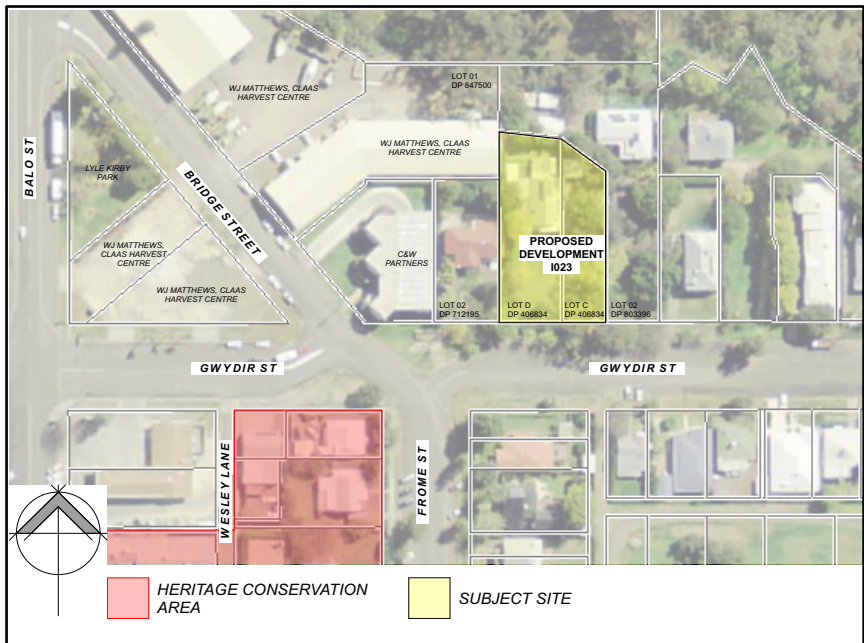 LOT 01
DP 847500
WJ MATTHEWS, CLAAS
HARVEST CENTRE
WJ MATTHEWS, CLAAS
HARVEST CENTRE
BALO ST
LYLE KIRBY
PARK
BRIDGE STREET
WJ MATTHEWS,
CLAAS HARVEST
CENTRE
WJ MATTHEWS, CLAAS
HARVEST CENTRE
C&W
PARTNERS
PROPOSED
DEVELOPMENT
I023
LOT 02
DP 712195
LOT D
DP 406834
LOT C
DP 406834
LOT 02
DP 803396
GWYDIR ST
GWYDIR ST
WESLEY LANE
FROME ST
HERITAGE CONSERVATION
AREA
SUBJECT SITE